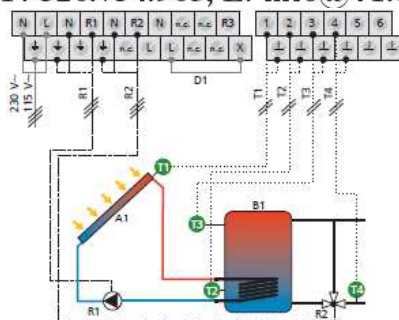 N L N R1 N R2 N n.c. n.c. R3
1 2 3 4 5 6
n.c. L L n.c. X
D1
230 V~
115 V~
R1
R2
T1
T2
T3
T4
T1
A1
B1
T3
T2
T4
R1
R2